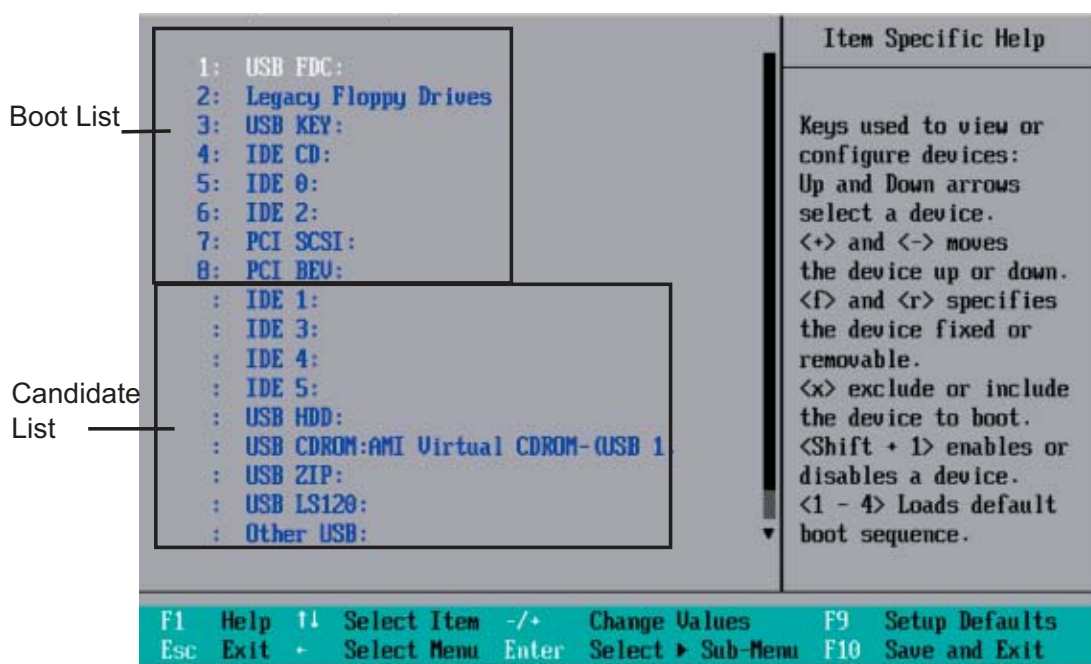 Boot List
Candidate
List
1: USB FDC:
2: Legacy Floppy Drives
3: USB KEY:
4: IDE CD:
5: IDE 0:
6: IDE 2:
7: PCI SCSI:
8: PCI BEV:
: IDE 1:
: IDE 3:
: IDE 4:
: IDE 5:
: USB HDD:
: USB CDROM:AMI Virtual CDROM-(USB 1.
: USB ZIP:
: USB LS120:
: Other USB:
Item Specific Help
Keys used to view or
configure devices:
Up and Down arrows
select a device.
<+> and <-> moves
the device up or down.
<f> and <r> specifies
the device fixed or
removable.
<x> exclude or include
the device to boot.
<Shift + 1> enables or
disables a device.
<1 - 4> Loads default
boot sequence.
F1 Help ↑↓ Select Item -/+ Change Values F9 Setup Defaults
Esc Exit ← Select Menu Enter Select ▶ Sub-Menu F10 Save and Exit